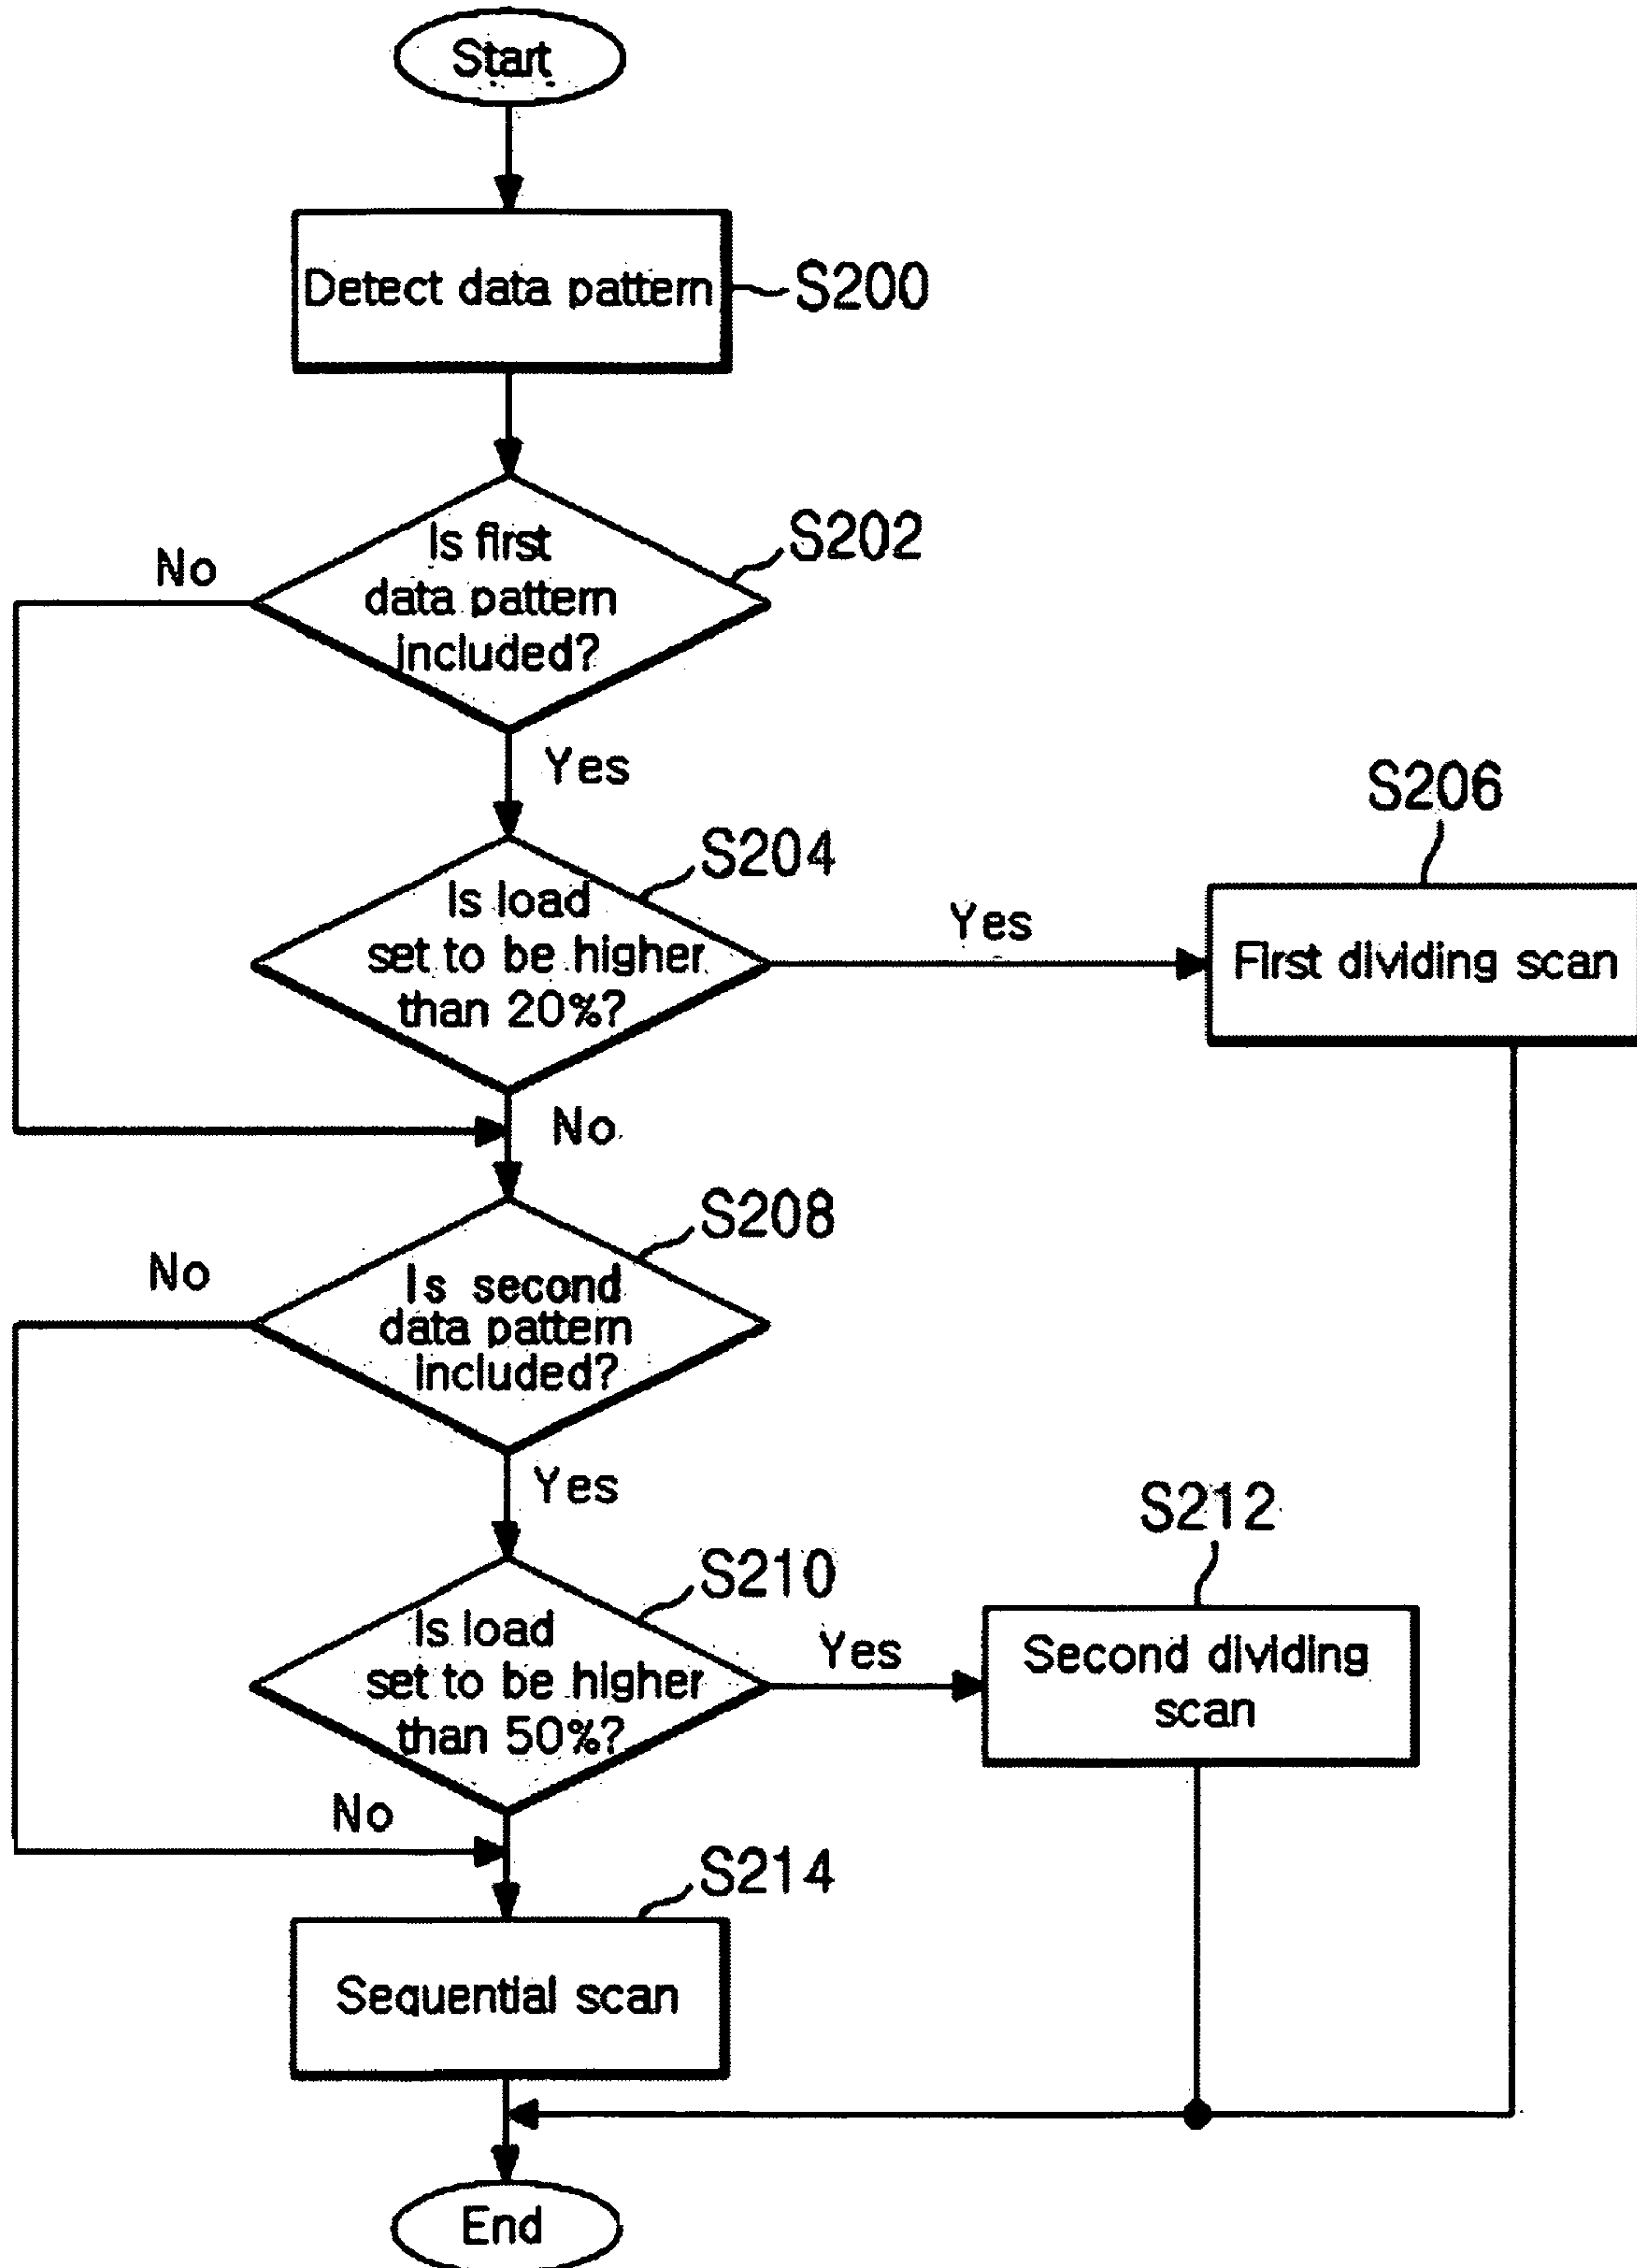 Start
Detect data pattern
S200
Is first
data pattern
included?
S202
No
Yes
Is load
set to be higher
than 20%?
S204
Yes
S206
First dividing scan
No
Is second
data pattern
included?
S208
No
Yes
Is load
set to be higher
than 50%?
S210
Yes
S212
Second dividing
scan
No
S214
Sequential scan
End